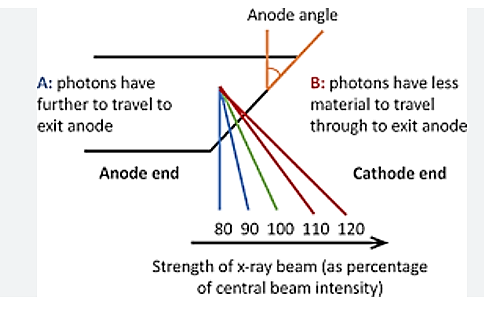 Anode angle
A: photons have
further to travel to
exit anode
B: photons have less
material to travel
through to exit anode
Anode end
Cathode end
80 90 100 110 120
Strength of x-ray beam (as percentage
of central beam intensity)